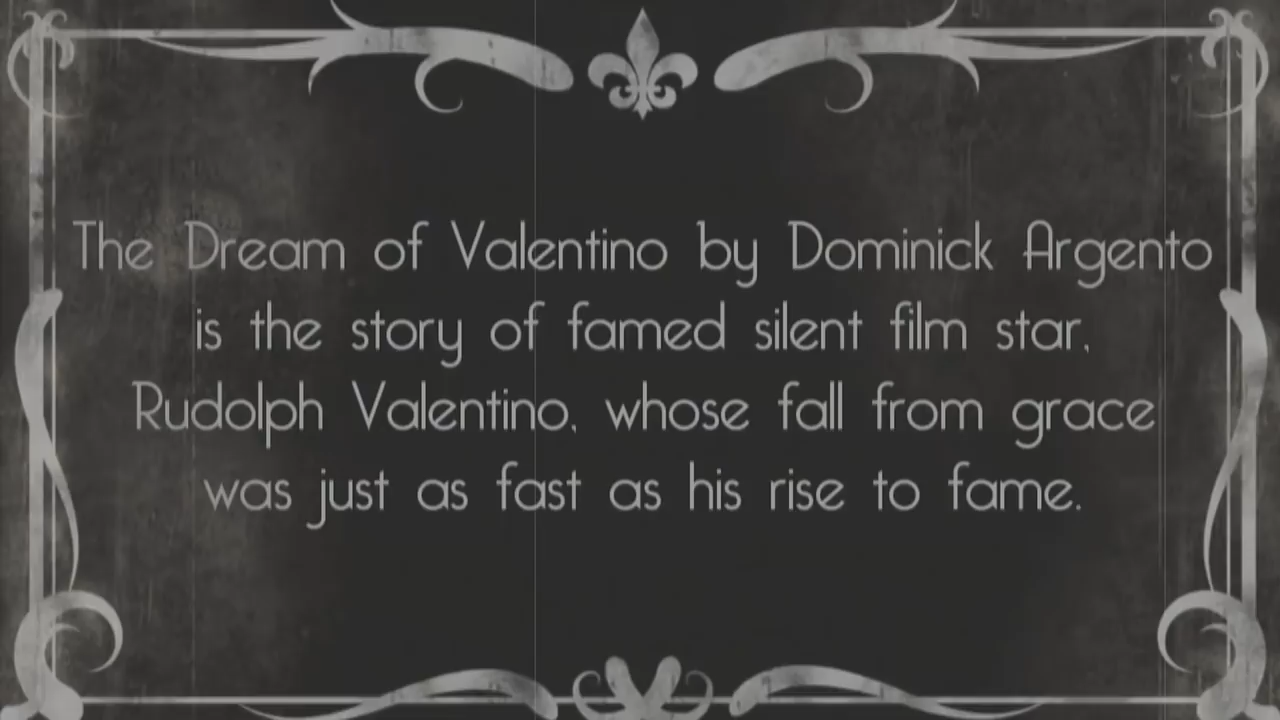 The Dream of Valentino by Dominick Argento
is the story of famed silent film star,
Rudolph Valentino, whose fall from grace
was just as fast as his rise to fame.